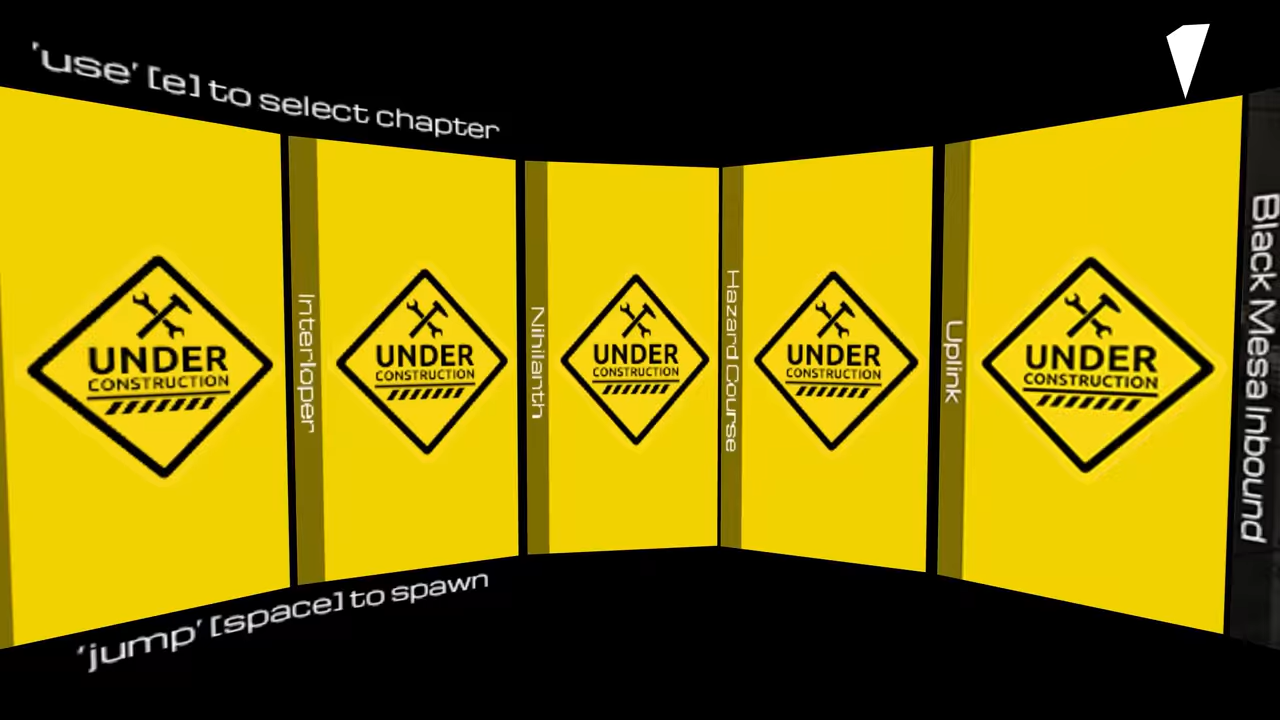 'use' [e] to select chapter
UNDER
CONSTRUCTION
Interloper
UNDER
CONSTRUCTION
Nihilanth
UNDER
CONSTRUCTION
Hazard Course
UNDER
CONSTRUCTION
Uplink
UNDER
CONSTRUCTION
Black Mesa Inbound
'jump' [space] to spawn